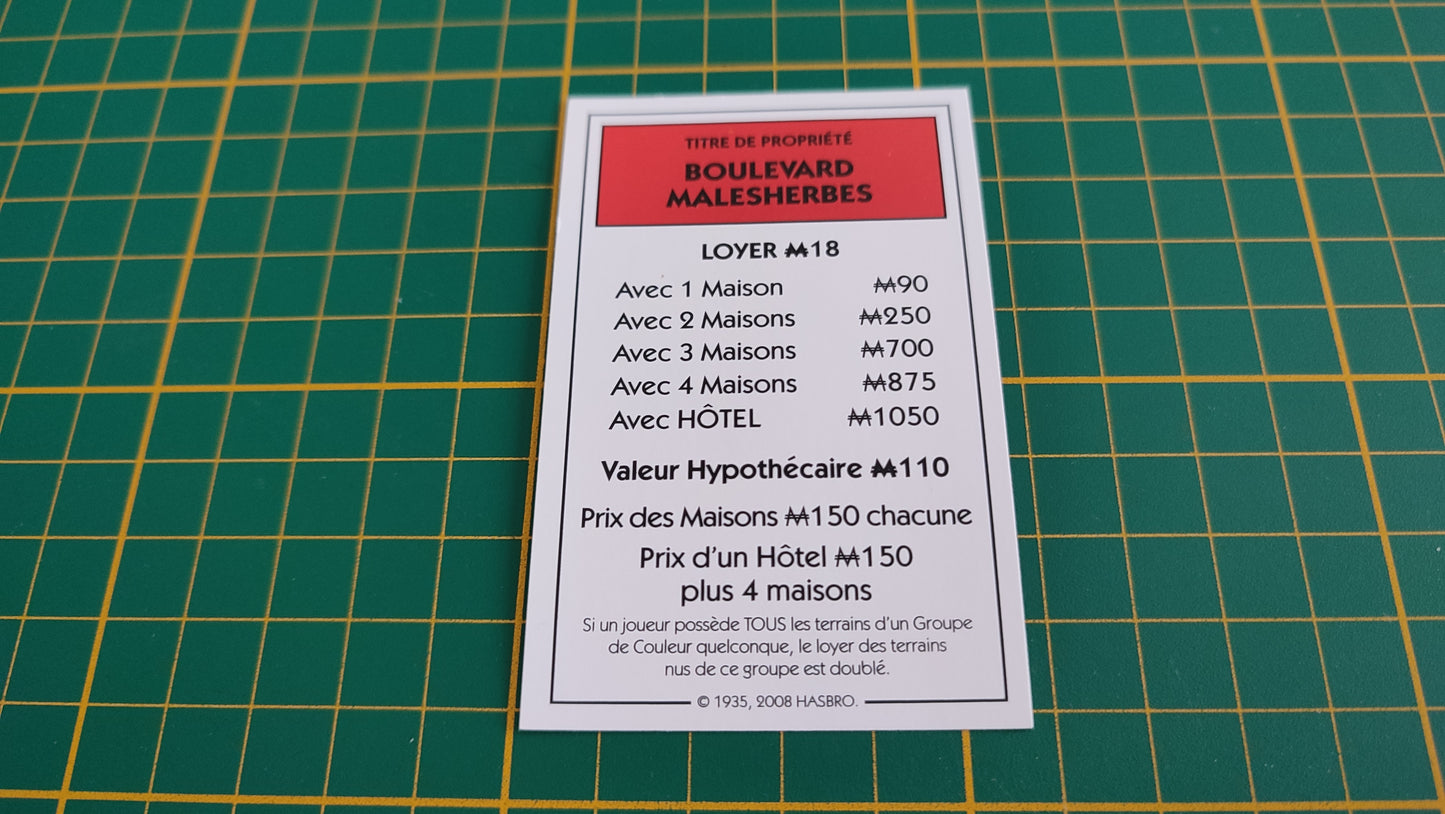 TITRE DE PROPRIÉTÉ
BOULEVARD
MALESHERBES
LOYER ₩18
Avec 1 Maison ₩90
Avec 2 Maisons ₩250
Avec 3 Maisons ₩700
Avec 4 Maisons ₩875
Avec HÔTEL ₩1050
Valeur Hypothécaire ₩110
Prix des Maisons ₩150 chacune
Prix d'un Hôtel ₩150
plus 4 maisons
Si un joueur possède TOUS les terrains d'un Groupe
de Couleur quelconque, le loyer des terrains
nus de ce groupe est doublé.
© 1935, 2008 HASBRO.